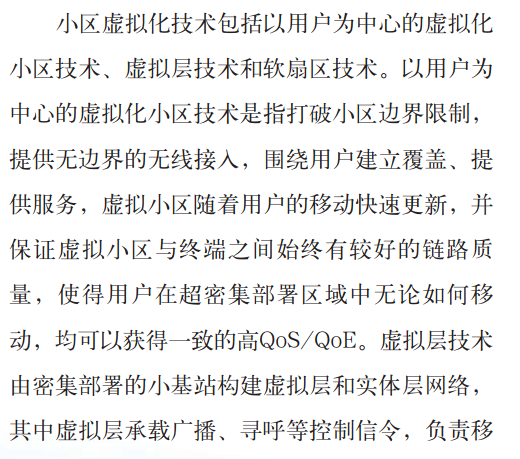 小区虚拟化技术包括以用户为中心的虚拟化
小区技术、虚拟层技术和软扇区技术。以用户为
中心的虚拟化小区技术是指打破小区边界限制，
提供无边界的无线接入，围绕用户建立覆盖、提
供服务，虚拟小区随着用户的移动快速更新，并
保证虚拟小区与终端之间始终有较好的链路质
量，使得用户在超密集部署区域中无论如何移
动，均可以获得一致的高QoS/QoE。虚拟层技术
由密集部署的小基站构建虚拟层和实体层网络，
其中虚拟层承载广播、寻呼等控制信令，负责移